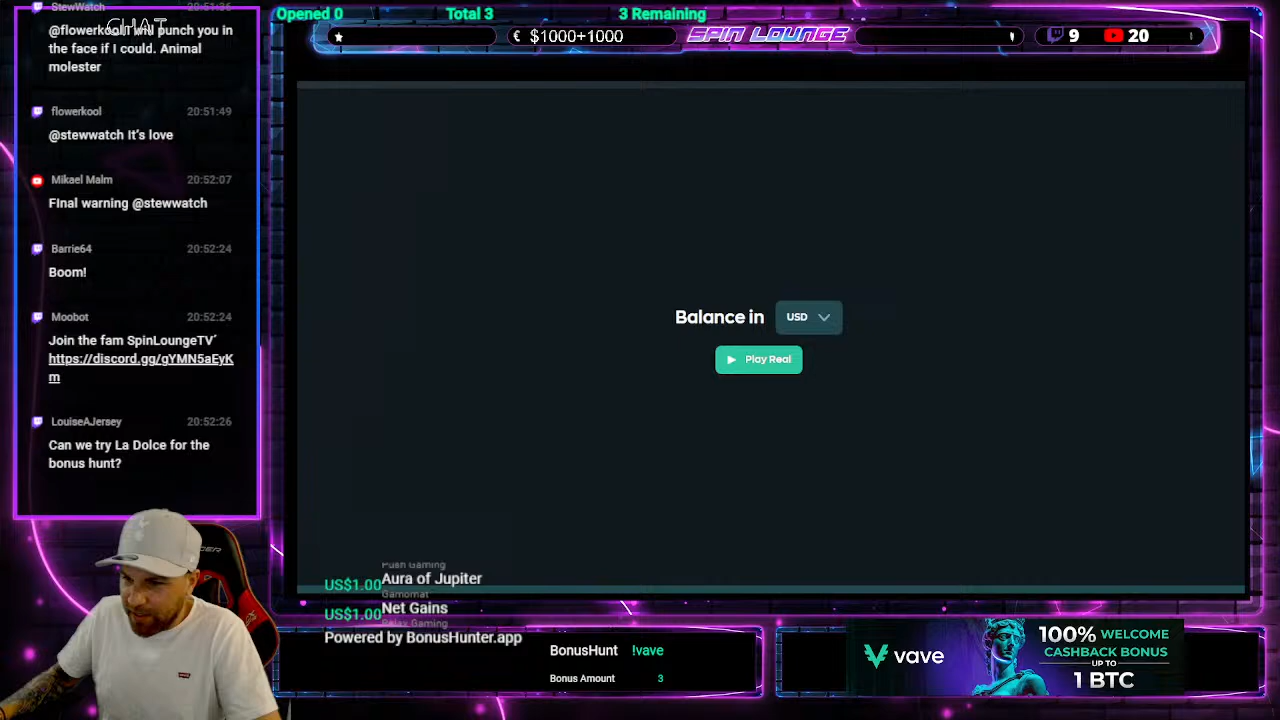 StewWatch 20:51:36
CHAT
@flowerkool I will punch you in
the face if I could. Animal
molester
flowerkool 20:51:49
@stewwatch It's love
Mikael Malm 20:52:07
FInal warning @stewwatch
Barrie64 20:52:24
Boom!
Moobot 20:52:24
Join the fam SpinLoungeTV´
https://discord.gg/gYMN5aEyK
m
LouiseAJersey 20:52:26
Can we try La Dolce for the
bonus hunt?
Opened 0 Total 3 3 Remaining
€ $1000+1000 SPIN LOUNGE 9 20
Balance in USD
Play Real
Push Gaming
US$1.00 Aura of Jupiter
Gamomat
US$1.00 Net Gains
Relax Gaming
Powered by BonusHunter.app
BonusHunt !vave
Bonus Amount 3
vave
100% WELCOME
CASHBACK BONUS
UP TO
1 BTC